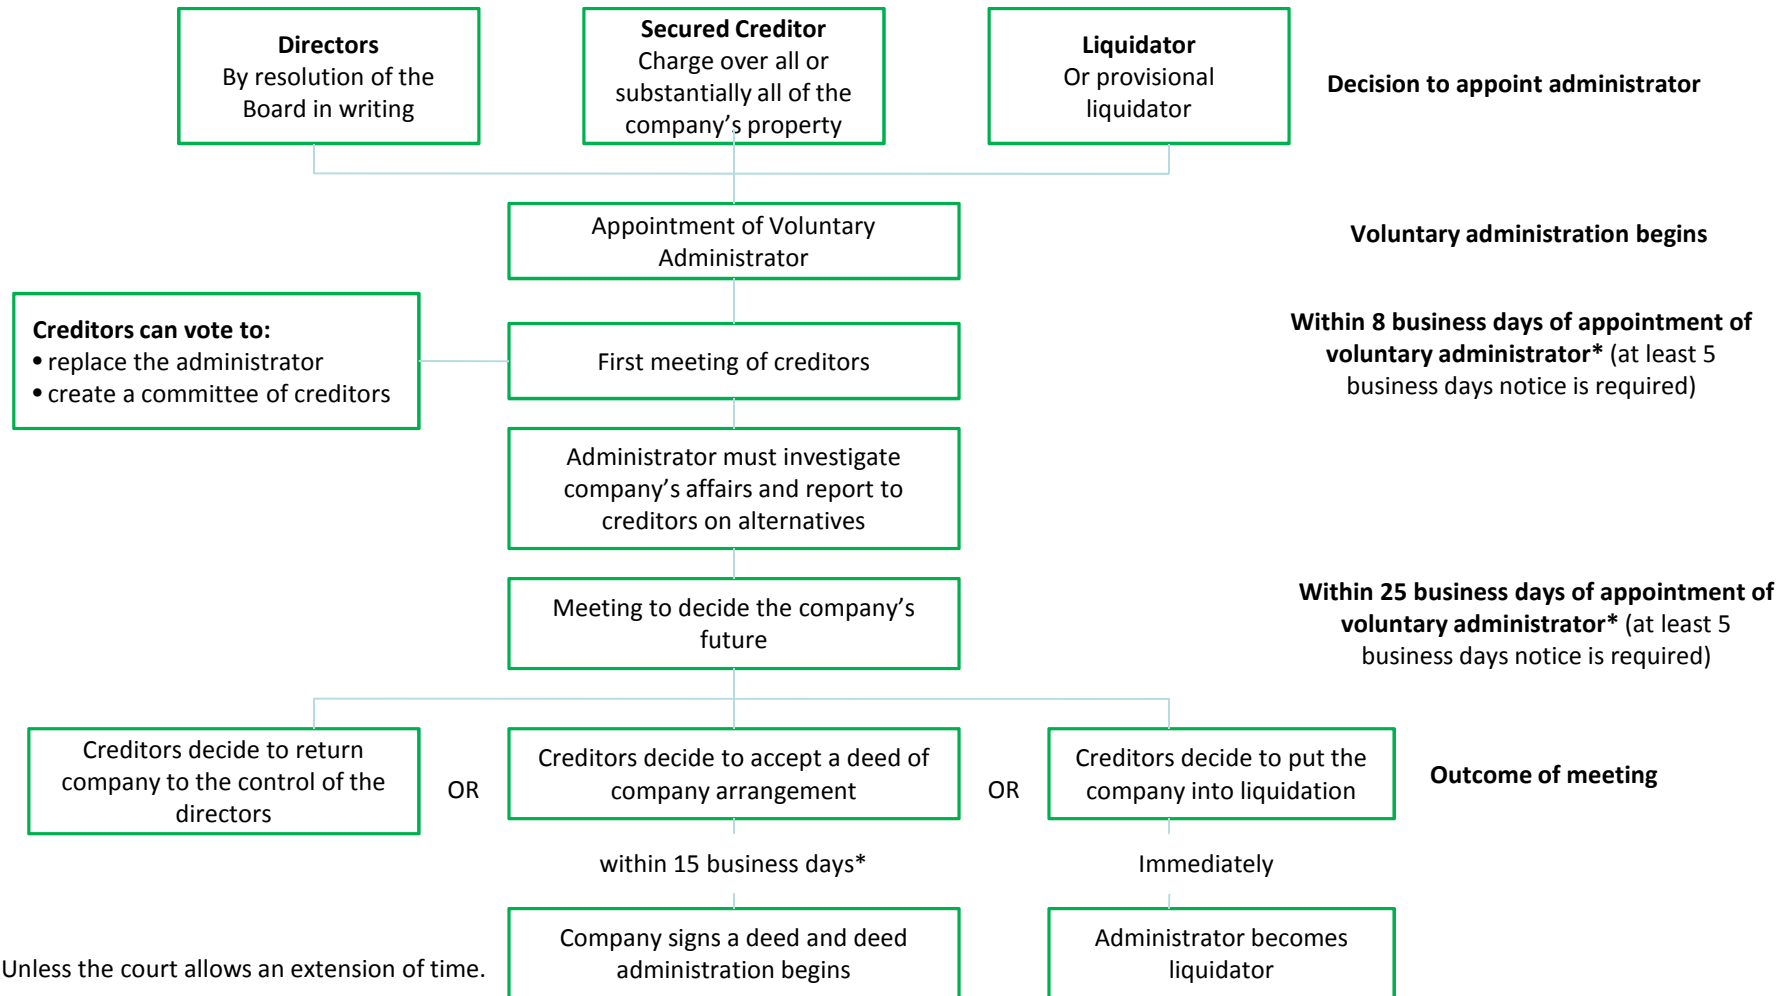 Directors
By resolution of the
Board in writing
Secured Creditor
Charge over all or
substantially all of the
company’s property
Liquidator
Or provisional
liquidator
Decision to appoint administrator
Appointment of Voluntary
Administrator
Voluntary administration begins
Creditors can vote to:
• replace the administrator
• create a committee of creditors
First meeting of creditors
Within 8 business days of appointment of
voluntary administrator* (at least 5
business days notice is required)
Administrator must investigate
company’s affairs and report to
creditors on alternatives
Meeting to decide the company’s
future
Within 25 business days of appointment of
voluntary administrator* (at least 5
business days notice is required)
Creditors decide to return
company to the control of the
directors
OR
Creditors decide to accept a deed of
company arrangement
OR
Creditors decide to put the
company into liquidation
Outcome of meeting
within 15 business days*
Immediately
Company signs a deed and deed
administration begins
Administrator becomes
liquidator
Unless the court allows an extension of time.